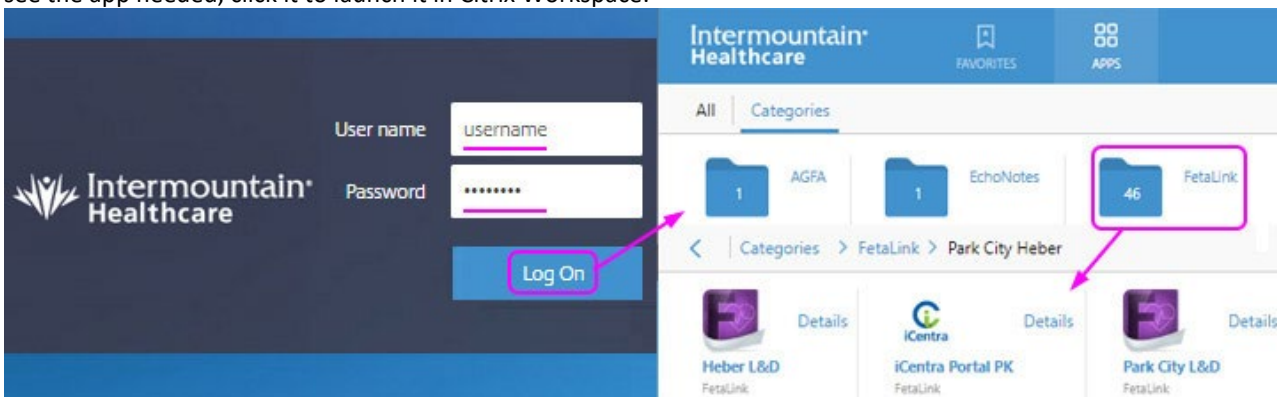 see the app needed, click it to launch it in Citrix Workspace.
Intermountain
Healthcare
User name
username
Password
••••••••
Log On
Intermountain
Healthcare
FAVORITES
APPS
All
Categories
1
AGFA
1
EchoNotes
46
FetaLink
< Categories > FetaLink > Park City Heber
Details
iCentra
Details
Details
Heber L&D
iCentra Portal PK
Park City L&D
FetaLink
FetaLink
FetaLink